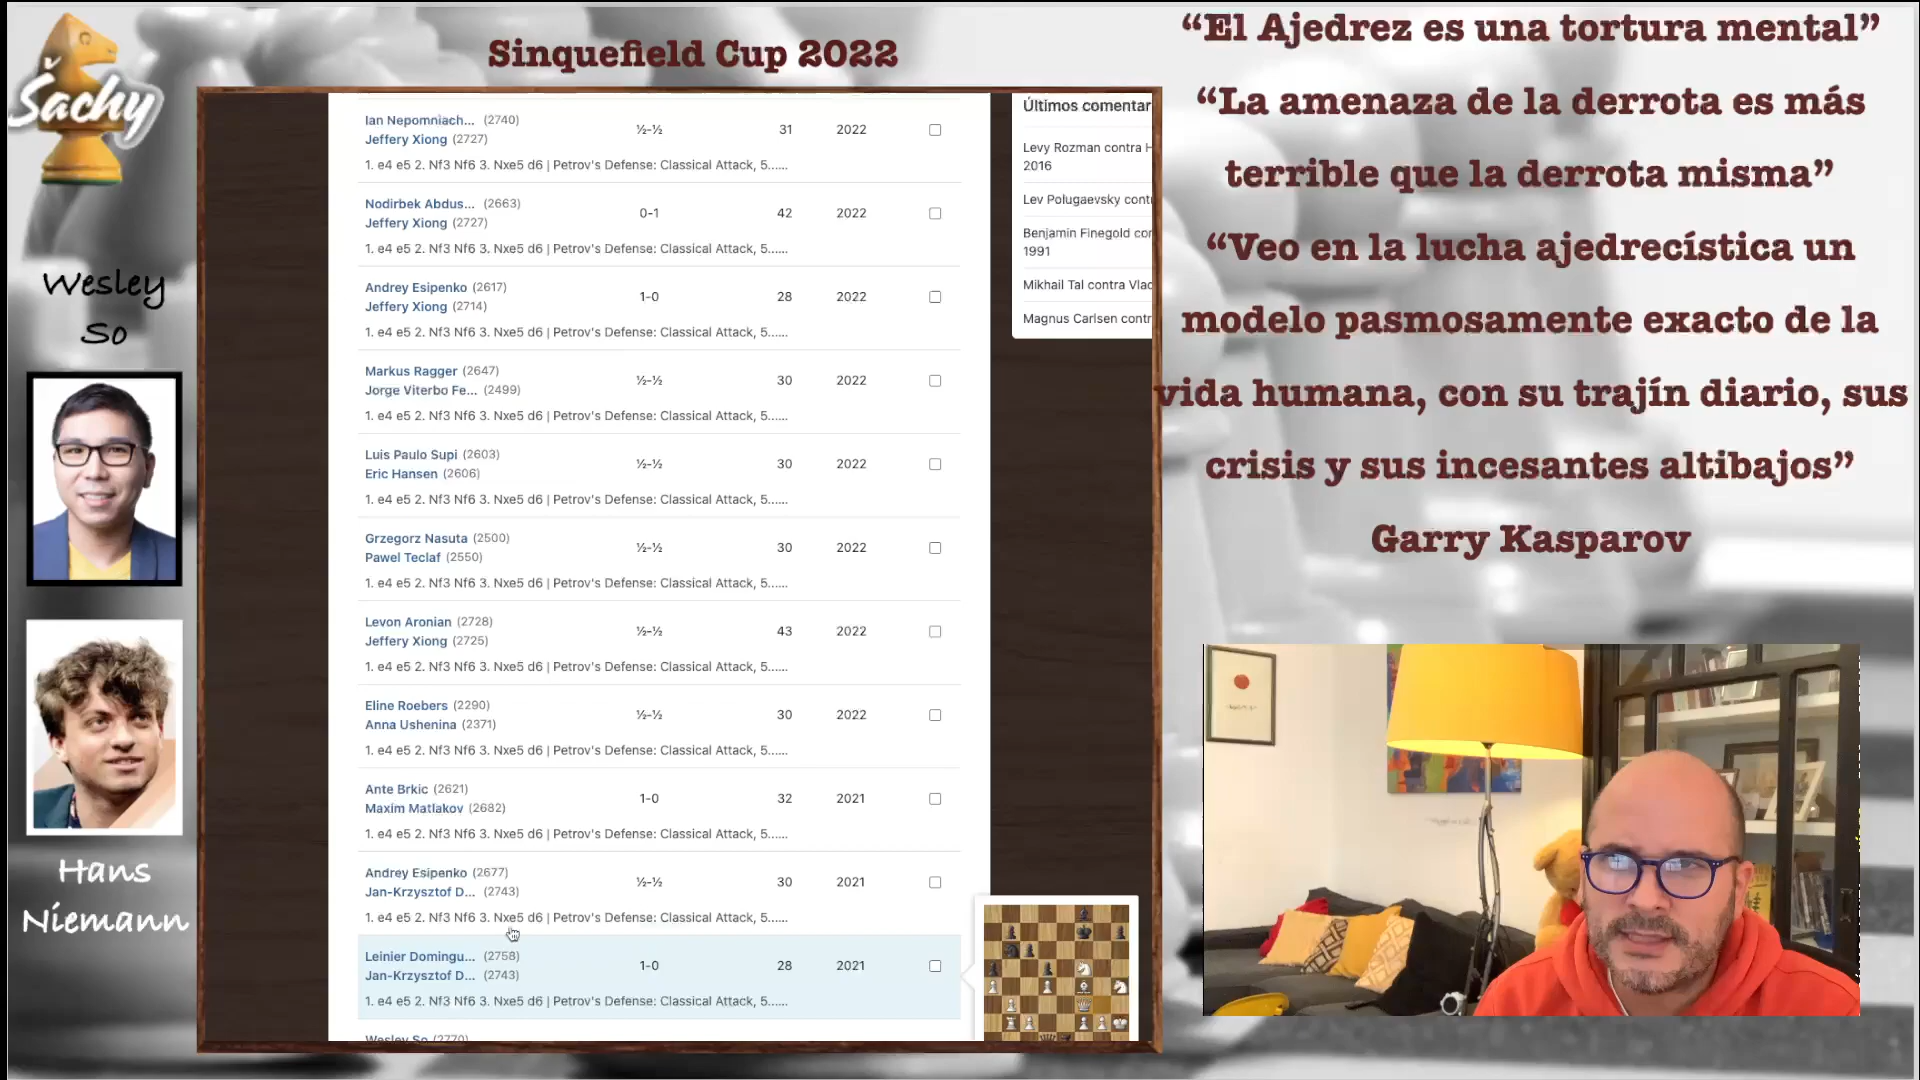 Šachy
Sinquefield Cup 2022
Wesley
So
Hans
Niemann
Ian Nepomniach... (2740)
Jeffery Xiong (2727)
½-½ 31 2022
1. e4 e5 2. Nf3 Nf6 3. Nxe5 d6 | Petrov's Defense: Classical Attack, 5......
Nodirbek Abdus... (2663)
Jeffery Xiong (2727)
0-1 42 2022
1. e4 e5 2. Nf3 Nf6 3. Nxe5 d6 | Petrov's Defense: Classical Attack, 5......
Andrey Esipenko (2617)
Jeffery Xiong (2714)
1-0 28 2022
1. e4 e5 2. Nf3 Nf6 3. Nxe5 d6 | Petrov's Defense: Classical Attack, 5......
Markus Ragger (2647)
Jorge Viterbo Fe... (2499)
½-½ 30 2022
1. e4 e5 2. Nf3 Nf6 3. Nxe5 d6 | Petrov's Defense: Classical Attack, 5......
Luis Paulo Supi (2603)
Eric Hansen (2606)
½-½ 30 2022
1. e4 e5 2. Nf3 Nf6 3. Nxe5 d6 | Petrov's Defense: Classical Attack, 5......
Grzegorz Nasuta (2500)
Pawel Teclaf (2550)
½-½ 30 2022
1. e4 e5 2. Nf3 Nf6 3. Nxe5 d6 | Petrov's Defense: Classical Attack, 5......
Levon Aronian (2728)
Jeffery Xiong (2725)
½-½ 43 2022
1. e4 e5 2. Nf3 Nf6 3. Nxe5 d6 | Petrov's Defense: Classical Attack, 5......
Eline Roebers (2290)
Anna Ushenina (2371)
½-½ 30 2022
1. e4 e5 2. Nf3 Nf6 3. Nxe5 d6 | Petrov's Defense: Classical Attack, 5......
Ante Brkic (2621)
Maxim Matlakov (2682)
1-0 32 2021
1. e4 e5 2. Nf3 Nf6 3. Nxe5 d6 | Petrov's Defense: Classical Attack, 5......
Andrey Esipenko (2677)
Jan-Krzysztof D... (2743)
½-½ 30 2021
1. e4 e5 2. Nf3 Nf6 3. Nxe5 d6 | Petrov's Defense: Classical Attack, 5......
Leinier Domingu... (2758)
Jan-Krzysztof D... (2743)
1-0 28 2021
1. e4 e5 2. Nf3 Nf6 3. Nxe5 d6 | Petrov's Defense: Classical Attack, 5......
Wesley So (2770)
Últimos comentar
Levy Rozman contra H
2016
Lev Polugaevsky cont
Benjamin Finegold con
1991
Mikhail Tal contra Vlad
Magnus Carlsen contr
“El Ajedrez es una tortura mental”
“La amenaza de la derrota es más
terrible que la derrota misma”
“Veo en la lucha ajedrecística un
modelo pasmosamente exacto de la
vida humana, con su trajín diario, sus
crisis y sus incesantes altibajos”
Garry Kasparov